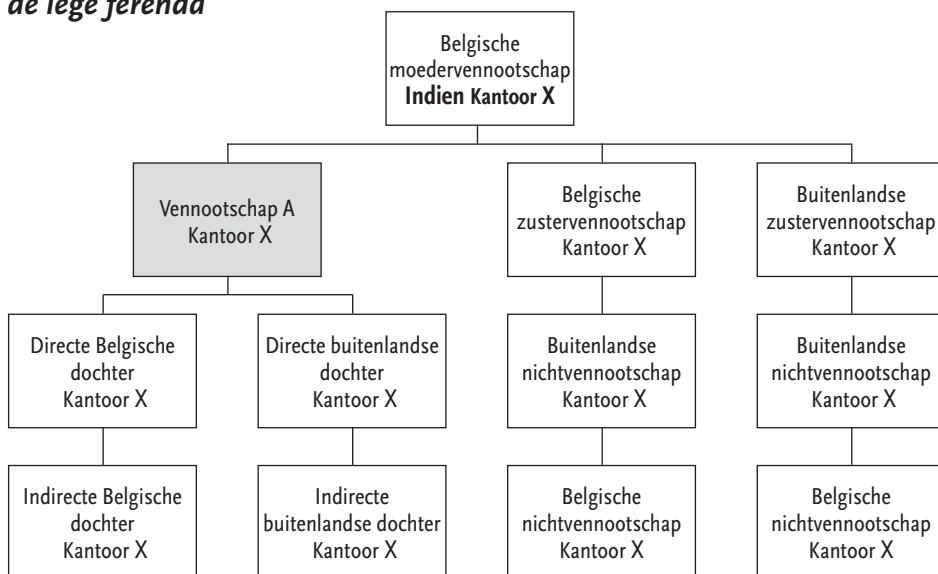 de lege ferenda
Belgische
moedervennootschap
Indien Kantoor X
Vennootschap A
Kantoor X
Belgische
zustervennootschap
Kantoor X
Buitenlandse
zustervennootschap
Kantoor X
Directe Belgische
dochter
Kantoor X
Directe buitenlandse
dochter
Kantoor X
Buitenlandse
nichtvennootschap
Kantoor X
Buitenlandse
nichtvennootschap
Kantoor X
Indirecte Belgische
dochter
Kantoor X
Indirecte
buitenlandse dochter
Kantoor X
Belgische
nichtvennootschap
Kantoor X
Belgische
nichtvennootschap
Kantoor X